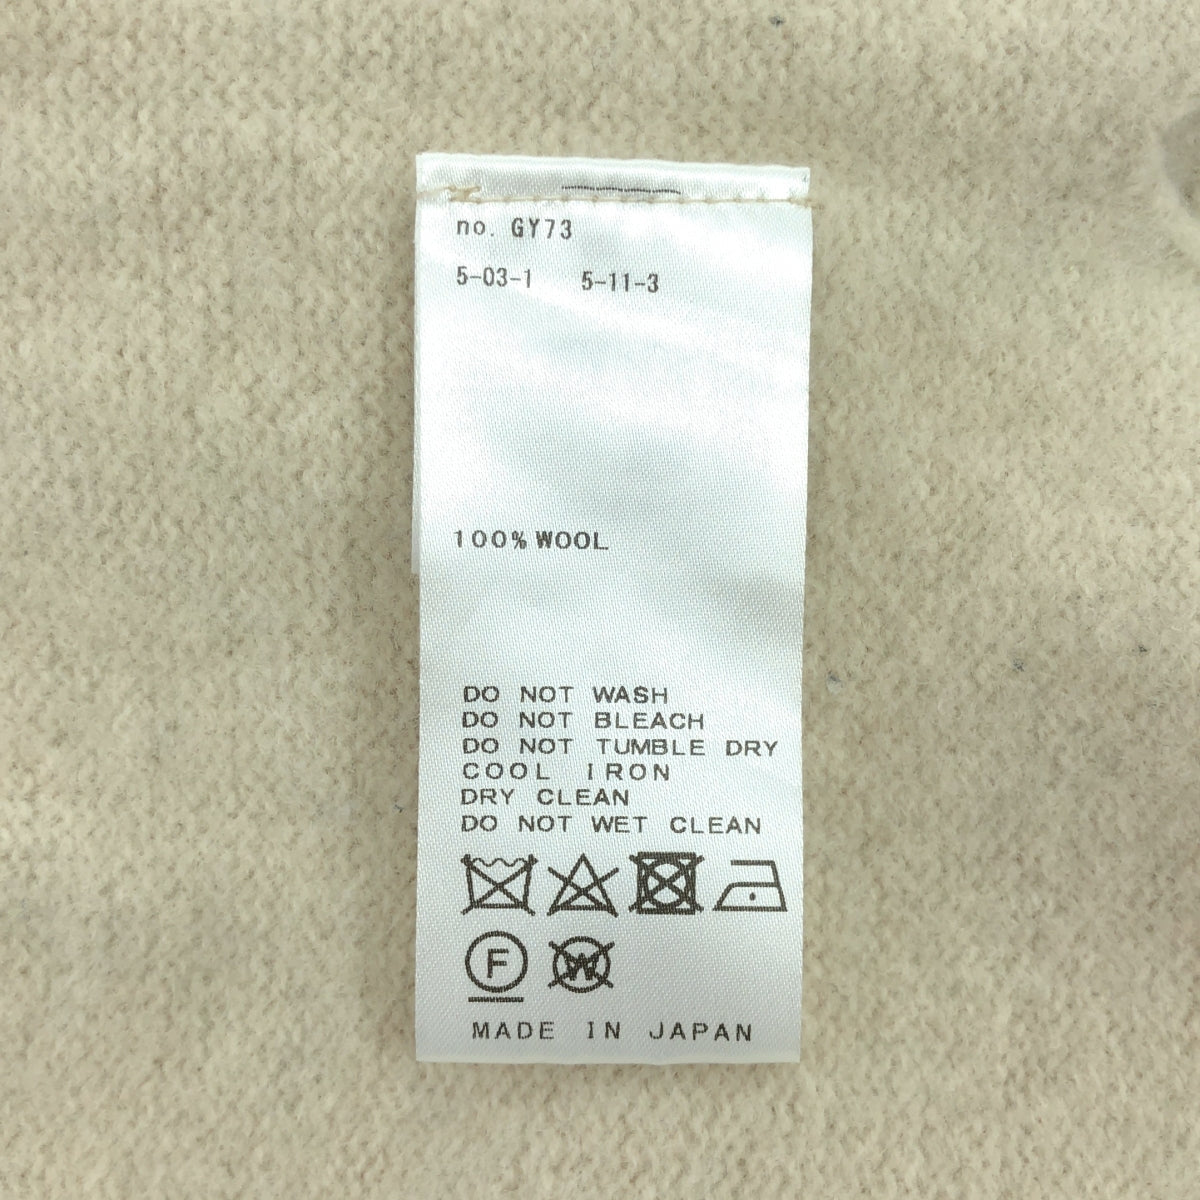 no. GY73
5-03-1 5-11-3
100% WOOL
DO NOT WASH
DO NOT BLEACH
DO NOT TUMBLE DRY
COOL IRON
DRY CLEAN
DO NOT WET CLEAN
F W
MADE IN JAPAN